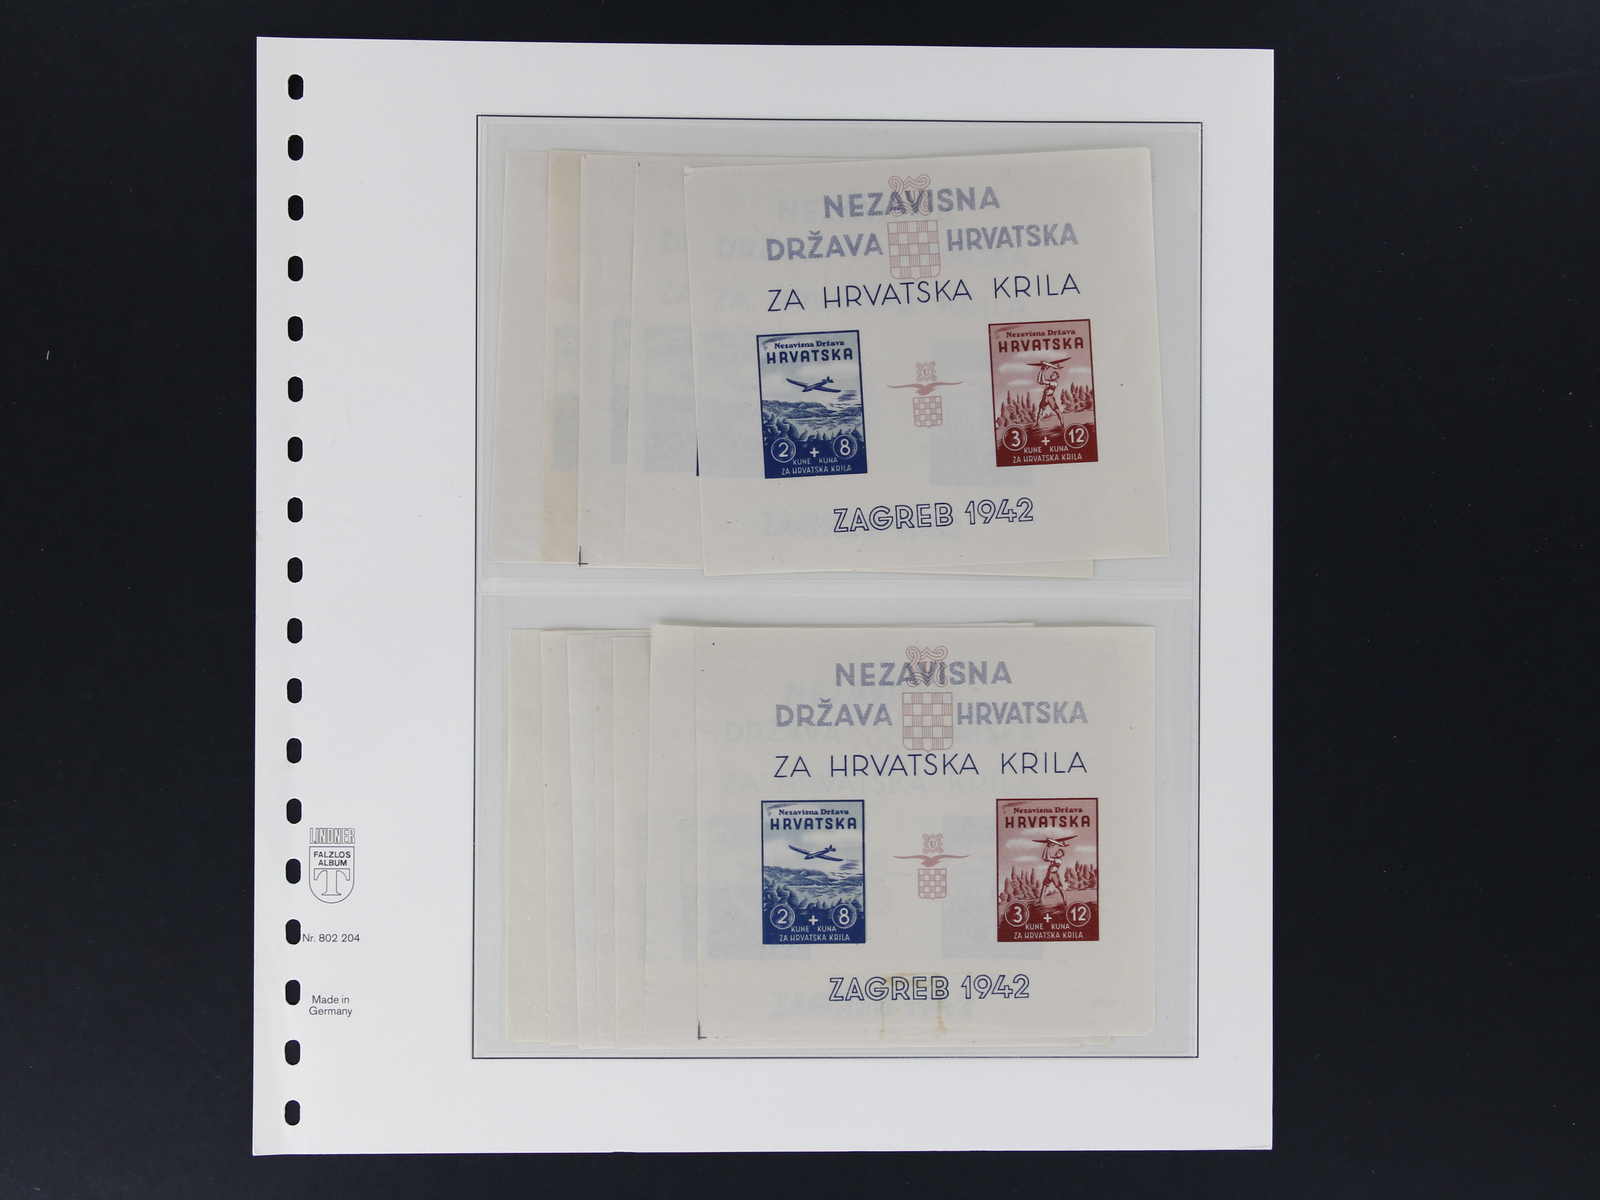 NEZAVISNA
DRŽAVA HRVATSKA
ZA HRVATSKA KRILA
Nezavisna Država
HRVATSKA
2 + 8
KUNE KUNA
ZA HRVATSKA KRILA
Nezavisna Država
HRVATSKA
3 + 12
KUNE KUNA
ZA HRVATSKA KRILA
ZAGREB 1942
NEZAVISNA
DRŽAVA HRVATSKA
ZA HRVATSKA KRILA
Nezavisna Država
HRVATSKA
2 + 8
KUNE KUNA
ZA HRVATSKA KRILA
Nezavisna Država
HRVATSKA
3 + 12
KUNE KUNA
ZA HRVATSKA KRILA
ZAGREB 1942
LINDNER
FALZLOS
ALBUM
T
Nr. 802 204
Made in
Germany